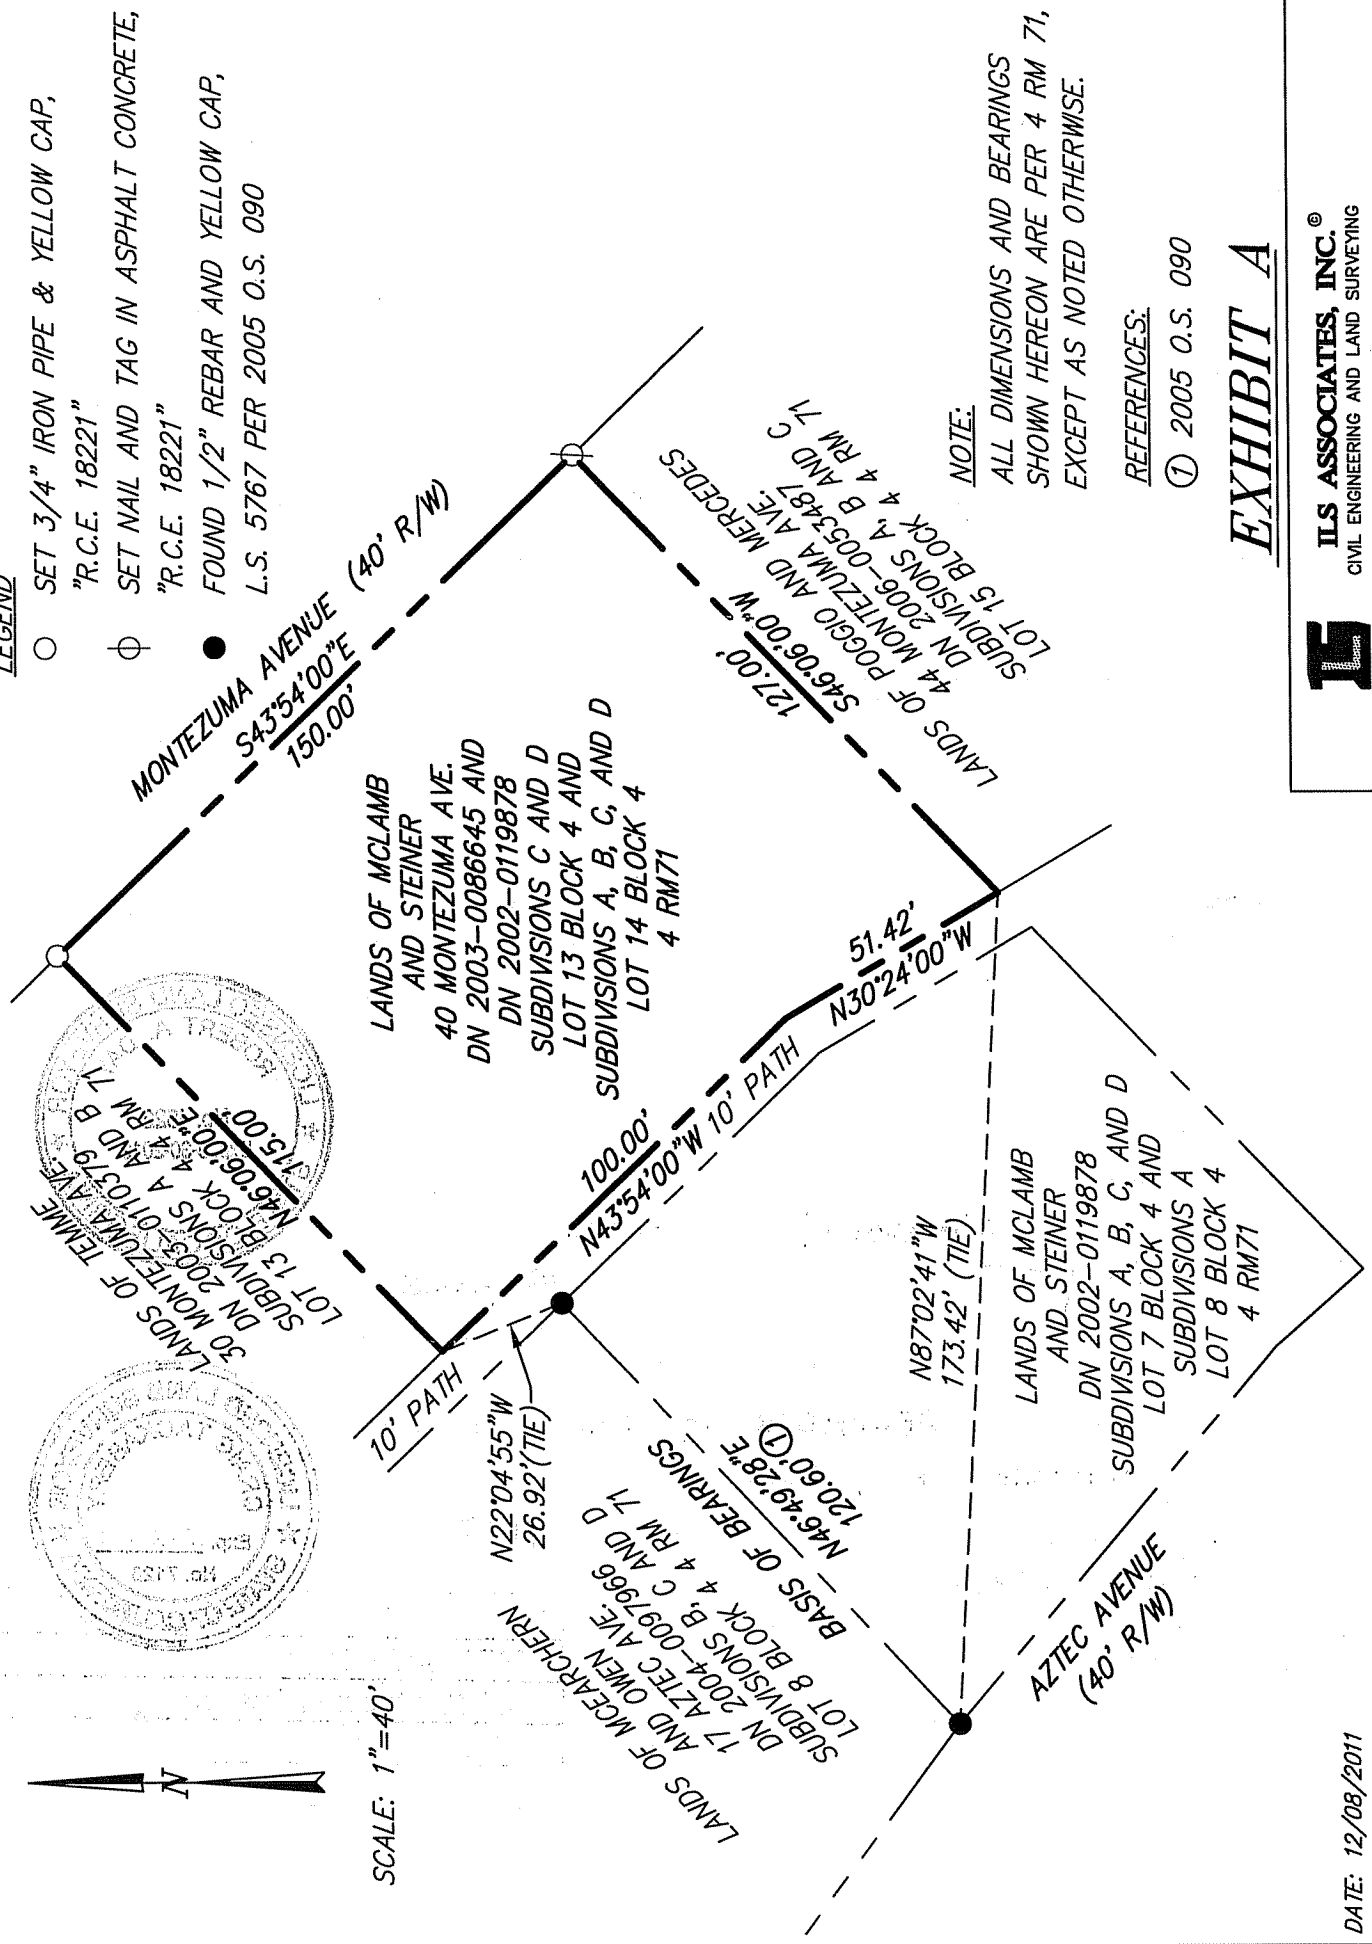 LEGEND
SET 3/4" IRON PIPE & YELLOW CAP,
"R.C.E. 18221"
SET NAIL AND TAG IN ASPHALT CONCRETE,
"R.C.E. 18221"
FOUND 1/2" REBAR AND YELLOW CAP,
L.S. 5767 PER 2005 O.S. 090
N
SCALE: 1"=40'
LANDS OF TEMME
30 MONTEZUMA AVE.
DN 2003-0110379
SUBDIVISIONS A AND B
LOT 13 BLOCK 4 4 RM 71
N46°06'00"E
115.00'
MONTEZUMA AVENUE (40' R/W)
S43°54'00"E
150.00'
LANDS OF MCLAMB
AND STEINER
40 MONTEZUMA AVE.
DN 2003-0086645 AND
DN 2002-0119878
SUBDIVISIONS C AND D
LOT 13 BLOCK 4 AND
SUBDIVISIONS A, B, C, AND D
LOT 14 BLOCK 4
4 RM71
127.00'
S46°06'00"W
LANDS OF POGGIO AND MERCEDES
44 MONTEZUMA AVE.
DN 2006-0053487
SUBDIVISIONS A, B AND C
LOT 15 BLOCK 4 4 RM 71
10' PATH
100.00'
N43°54'00"W
10' PATH
51.42'
N30°24'00"W
N22°04'55"W
26.92' (TIE)
BASIS OF BEARINGS
N46°49'28"E
120.60' 1
LANDS OF MCEARCHERN
AND OWEN
17 AZTEC AVE.
DN 2004-0097966
SUBDIVISIONS B, C AND D
LOT 8 BLOCK 4 4 RM 71
N87°02'41"W
173.42' (TIE)
LANDS OF MCLAMB
AND STEINER
DN 2002-0119878
SUBDIVISIONS A, B, C, AND D
LOT 7 BLOCK 4 AND
SUBDIVISIONS A
LOT 8 BLOCK 4
4 RM71
AZTEC AVENUE
(40' R/W)
NOTE:
ALL DIMENSIONS AND BEARINGS
SHOWN HEREON ARE PER 4 RM 71,
EXCEPT AS NOTED OTHERWISE.
REFERENCES:
1 2005 O.S. 090
EXHIBIT A
ILS ASSOCIATES, INC.©
CIVIL ENGINEERING AND LAND SURVEYING
DATE: 12/08/2011